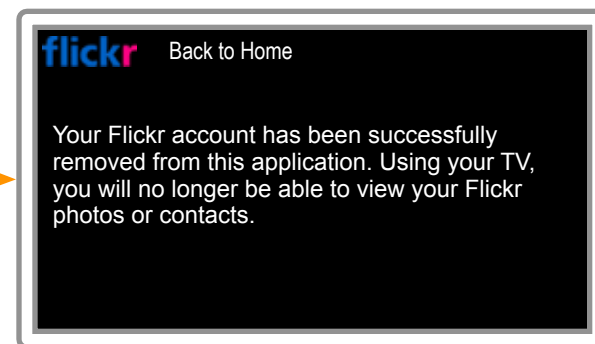 flickr Back to Home
Your Flickr account has been successfully
removed from this application. Using your TV,
you will no longer be able to view your Flickr
photos or contacts.